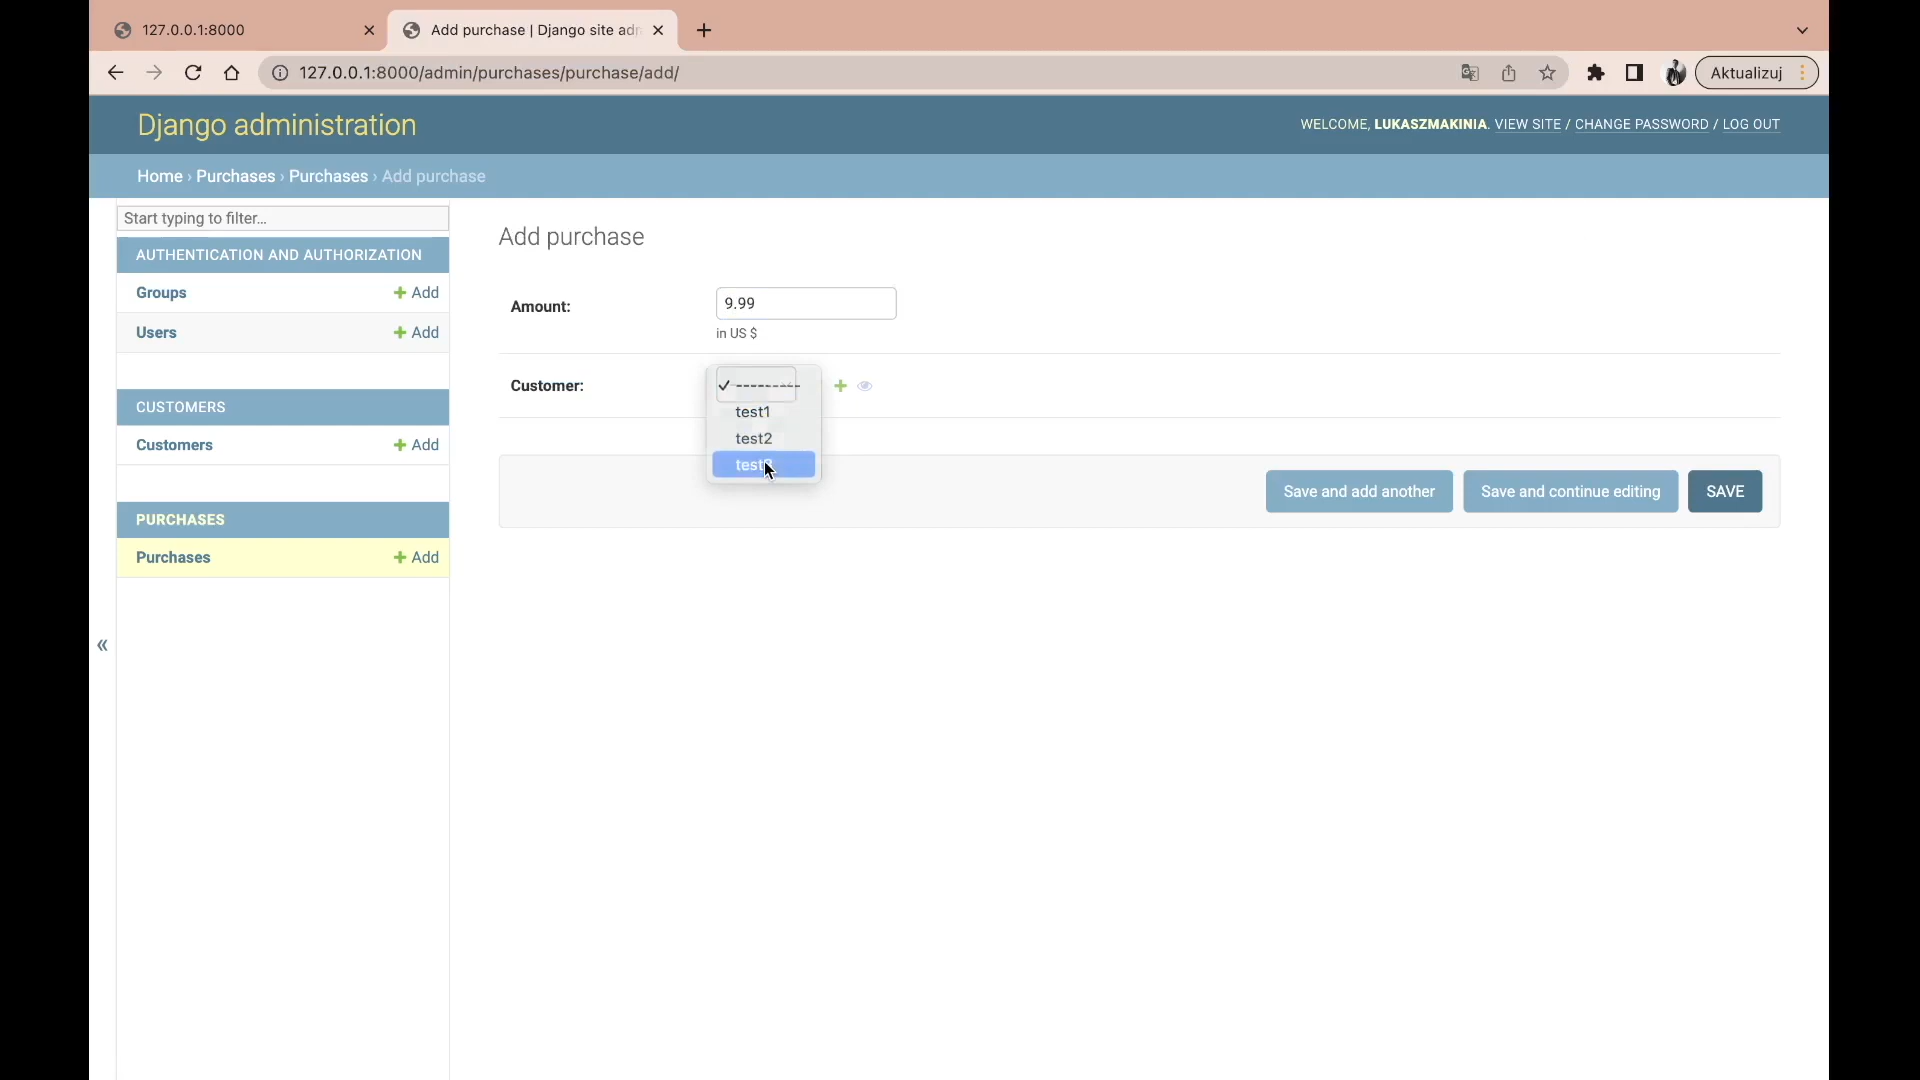 127.0.0.1:8000
Add purchase | Django site adm
127.0.0.1:8000/admin/purchases/purchase/add/
Aktualizuj
Django administration
WELCOME, LUKASZMAKINIA. VIEW SITE / CHANGE PASSWORD / LOG OUT
Home › Purchases › Purchases › Add purchase
Start typing to filter...
AUTHENTICATION AND AUTHORIZATION
Groups + Add
Users + Add
CUSTOMERS
Customers + Add
PURCHASES
Purchases + Add
«
Add purchase
Amount: 9.99
in US $
Customer: ✓ ---------
test1
test2
Save and add another
Save and continue editing
SAVE